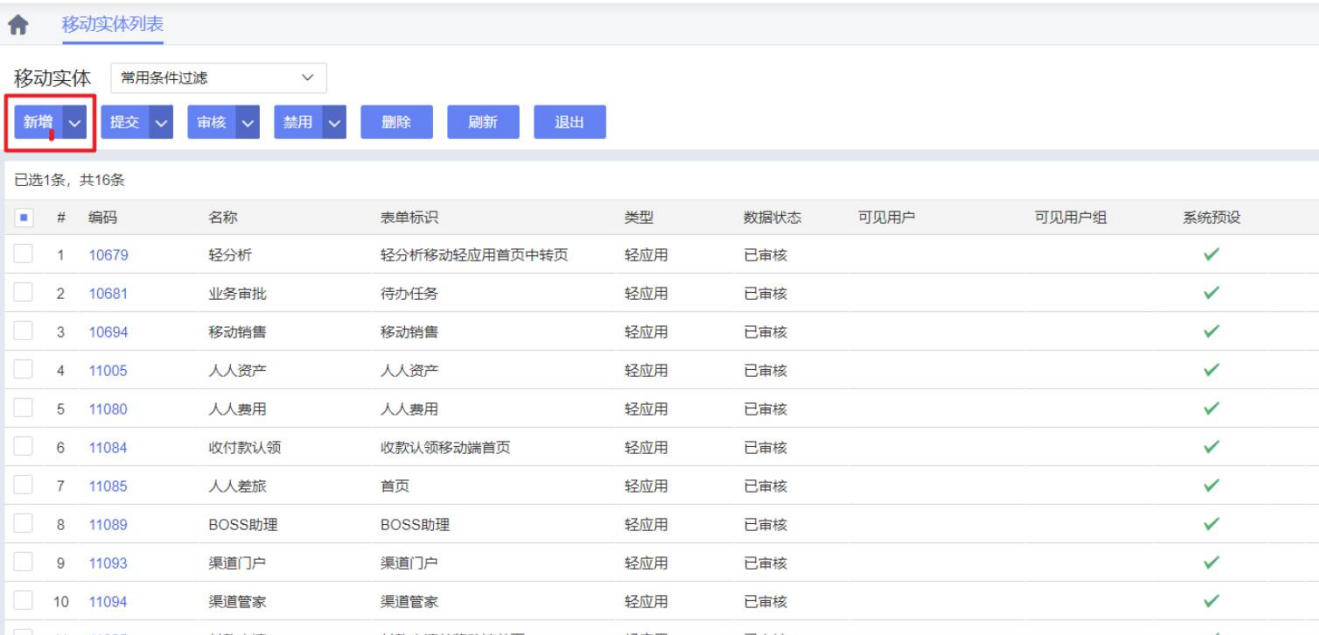 移动实体列表
移动实体 常用条件过滤
新增 提交 审核 禁用 删除 刷新 退出
已选1条，共16条
# 编码 名称 表单标识 类型 数据状态 可见用户 可见用户组 系统预设
1 10679 轻分析 轻分析移动轻应用首页中转页 轻应用 已审核
2 10681 业务审批 待办任务 轻应用 已审核
3 10694 移动销售 移动销售 轻应用 已审核
4 11005 人人资产 人人资产 轻应用 已审核
5 11080 人人费用 人人费用 轻应用 已审核
6 11084 收付款认领 收款认领移动端首页 轻应用 已审核
7 11085 人人差旅 首页 轻应用 已审核
8 11089 BOSS助理 BOSS助理 轻应用 已审核
9 11093 渠道门户 渠道门户 轻应用 已审核
10 11094 渠道管家 渠道管家 轻应用 已审核